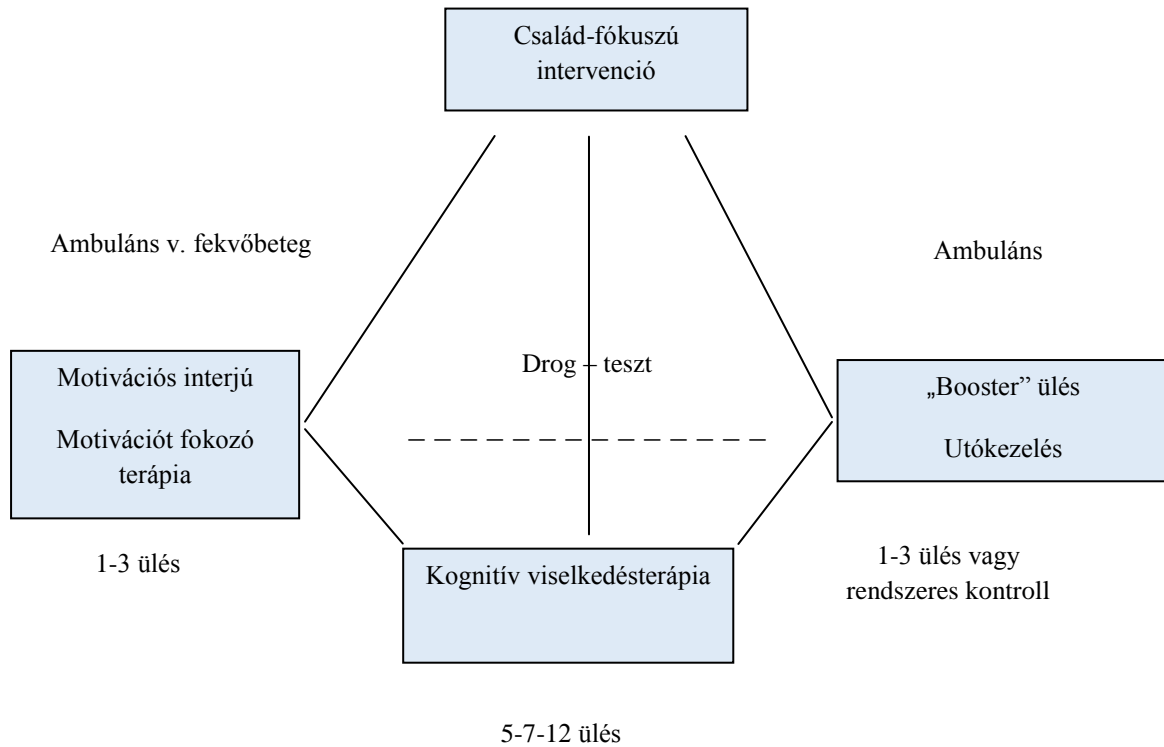 Család-fókuszú
intervenció
Ambuláns v. fekvőbeteg
Ambuláns
Motivációs interjú
Motivációt fokozó
terápia
Drog – teszt
„Booster” ülés
Utókezelés
1-3 ülés
Kognitív viselkedésterápia
1-3 ülés vagy
rendszeres kontroll
5-7-12 ülés